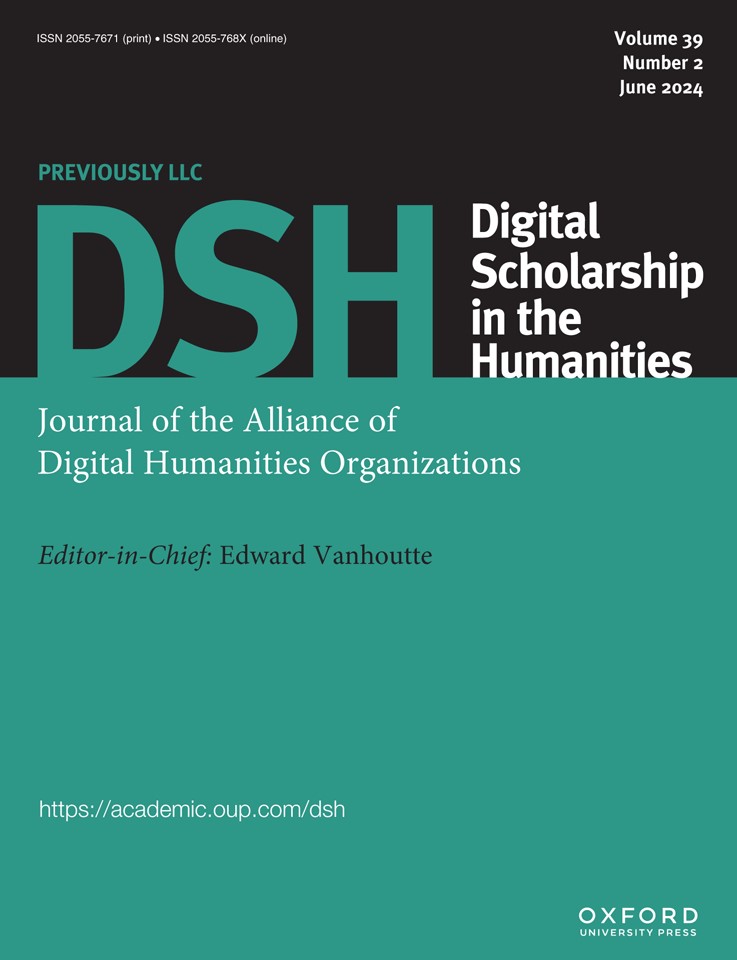 ISSN 2055-7671 (print) • ISSN 2055-768X (online)
Volume 39
Number 2
June 2024
PREVIOUSLY LLC
DSH
Digital
Scholarship
in the
Humanities
Journal of the Alliance of
Digital Humanities Organizations
Editor-in-Chief: Edward Vanhoutte
https://academic.oup.com/dsh
OXFORD
UNIVERSITY PRESS